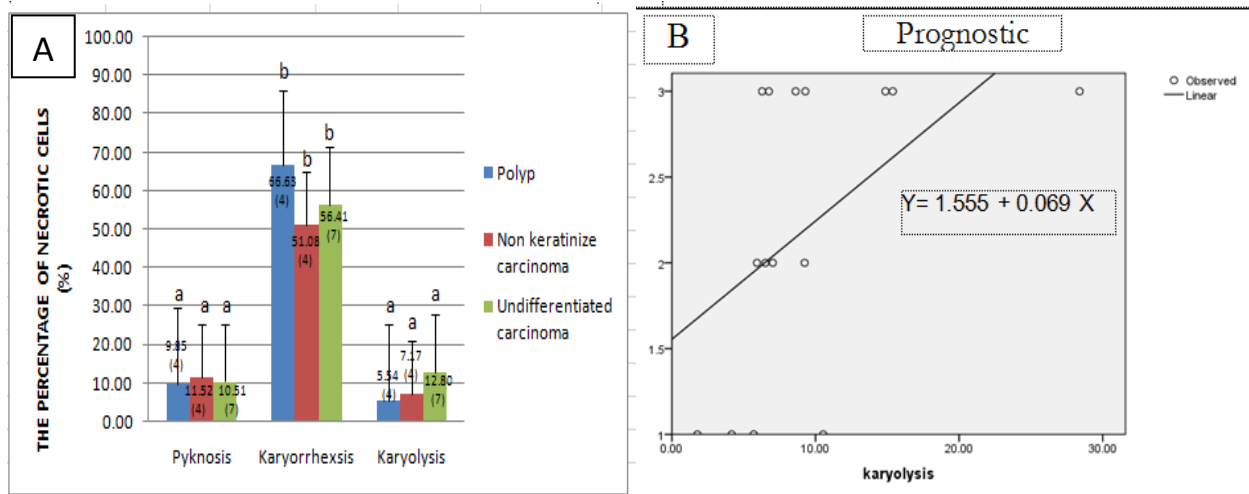 A
THE PERCENTAGE OF NECROTIC CELLS
(%)
100.00
90.00
80.00
70.00
60.00
50.00
40.00
30.00
20.00
10.00
0.00
a
a
a
b
b
b
a
a
a
9.85
(4)
11.52
(4)
10.51
(7)
66.63
(4)
51.08
(4)
56.41
(7)
5.54
(4)
7.17
(4)
12.80
(7)
Pyknosis
Karyorrhexsis
Karyolysis
Polyp
Non keratinize
carcinoma
Undifferentiated
carcinoma
B
Prognostic
3
2.5
2
1.5
1
0.00
10.00
20.00
30.00
karyolysis
Y= 1.555 + 0.069 X
Observed
Linear